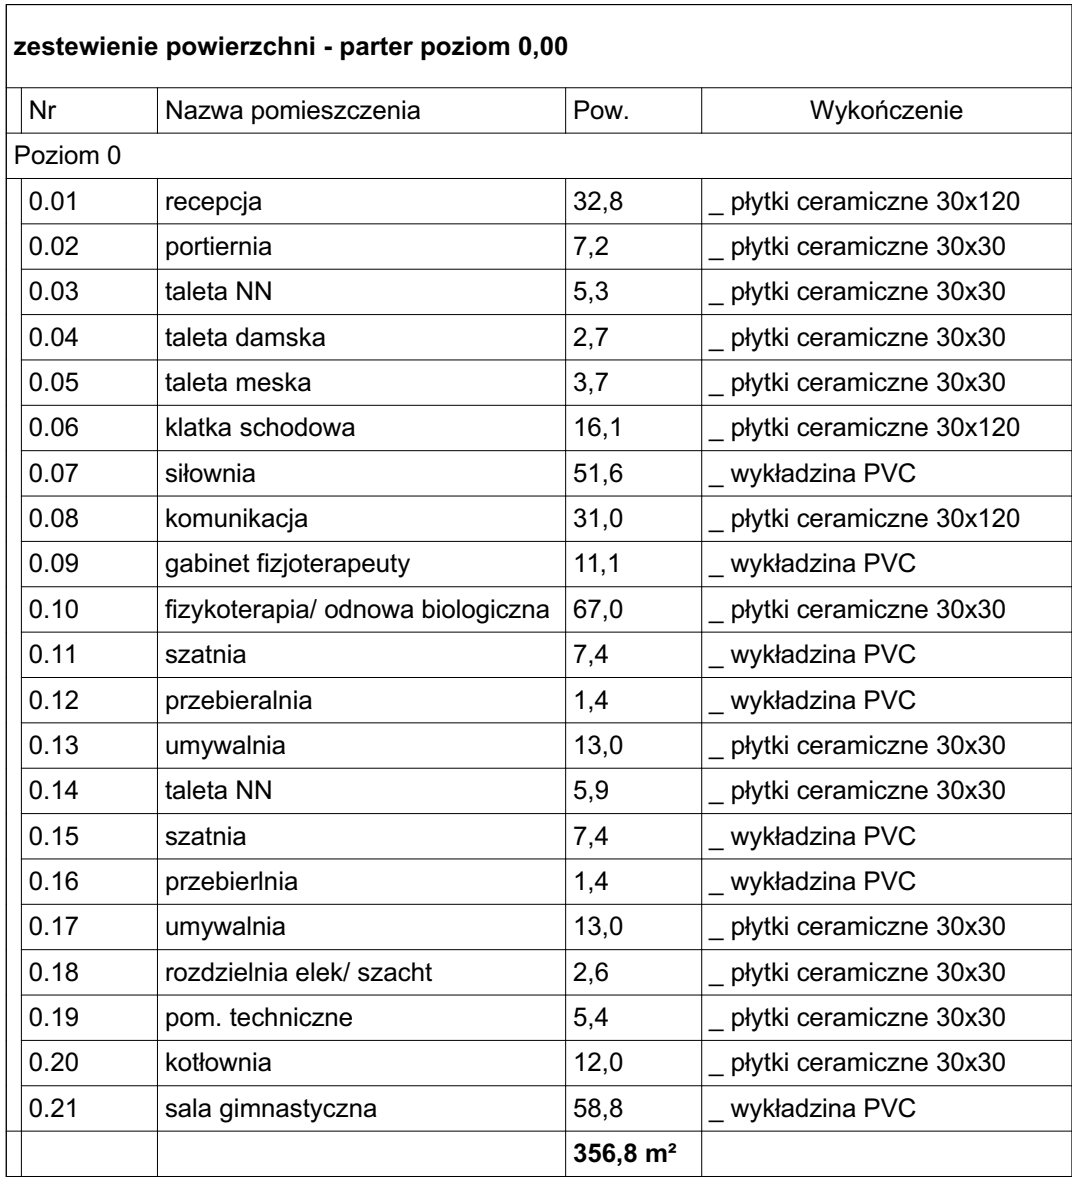 zestewienie powierzchni - parter poziom 0,00
Nr Nazwa pomieszczenia Pow. Wykończenie
Poziom 0
0.01 recepcja 32,8 _ płytki ceramiczne 30x120
0.02 portiernia 7,2 _ płytki ceramiczne 30x30
0.03 taleta NN 5,3 _ płytki ceramiczne 30x30
0.04 taleta damska 2,7 _ płytki ceramiczne 30x30
0.05 taleta meska 3,7 _ płytki ceramiczne 30x30
0.06 klatka schodowa 16,1 _ płytki ceramiczne 30x120
0.07 siłownia 51,6 _ wykładzina PVC
0.08 komunikacja 31,0 _ płytki ceramiczne 30x120
0.09 gabinet fizjoterapeuty 11,1 _ wykładzina PVC
0.10 fizykoterapia/ odnowa biologiczna 67,0 _ płytki ceramiczne 30x30
0.11 szatnia 7,4 _ wykładzina PVC
0.12 przebieralnia 1,4 _ wykładzina PVC
0.13 umywalnia 13,0 _ płytki ceramiczne 30x30
0.14 taleta NN 5,9 _ płytki ceramiczne 30x30
0.15 szatnia 7,4 _ wykładzina PVC
0.16 przebierlnia 1,4 _ wykładzina PVC
0.17 umywalnia 13,0 _ płytki ceramiczne 30x30
0.18 rozdzielnia elek/ szacht 2,6 _ płytki ceramiczne 30x30
0.19 pom. techniczne 5,4 _ płytki ceramiczne 30x30
0.20 kotłownia 12,0 _ płytki ceramiczne 30x30
0.21 sala gimnastyczna 58,8 _ wykładzina PVC
356,8 m²